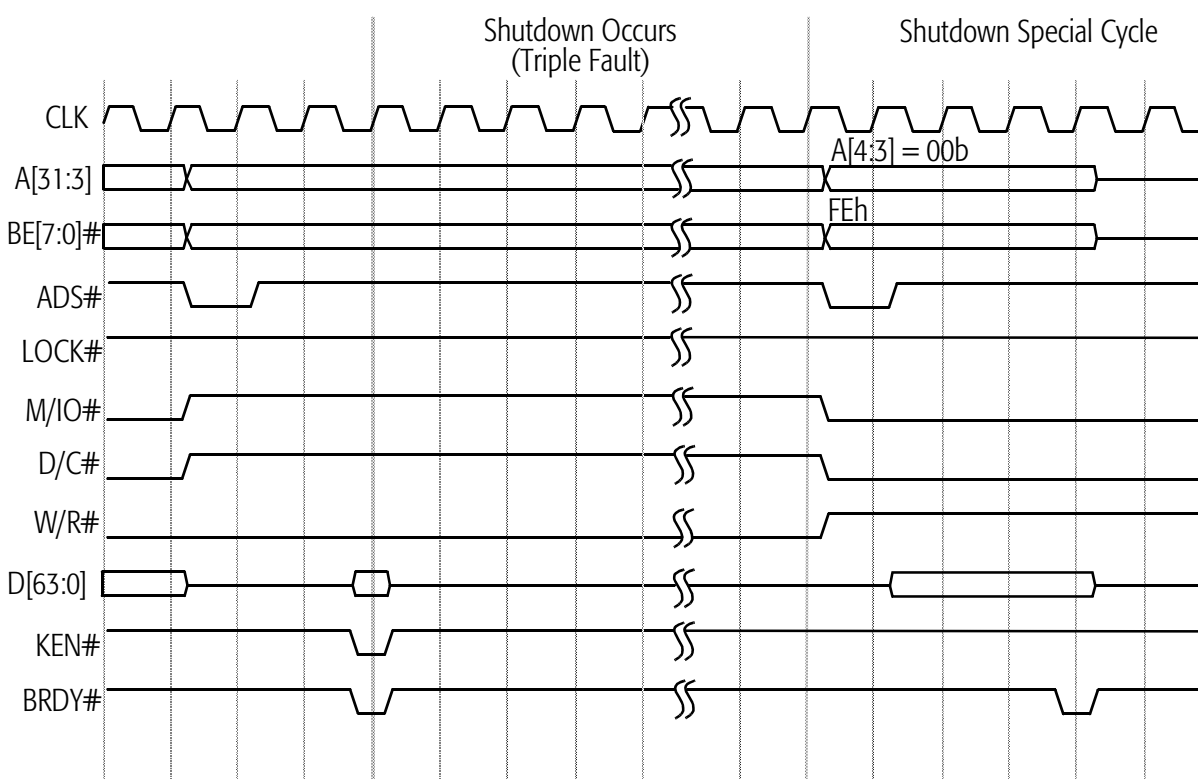 Shutdown Occurs
(Triple Fault)
Shutdown Special Cycle
CLK
A[4:3] = 00b
A[31:3]
FEh
BE[7:0]#
ADS#
LOCK#
M/IO#
D/C#
W/R#
D[63:0]
KEN#
BRDY#